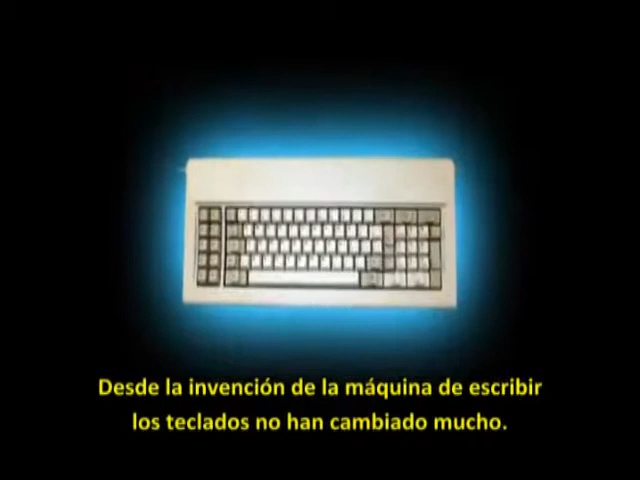 Desde la invención de la máquina de escribir
los teclados no han cambiado mucho.